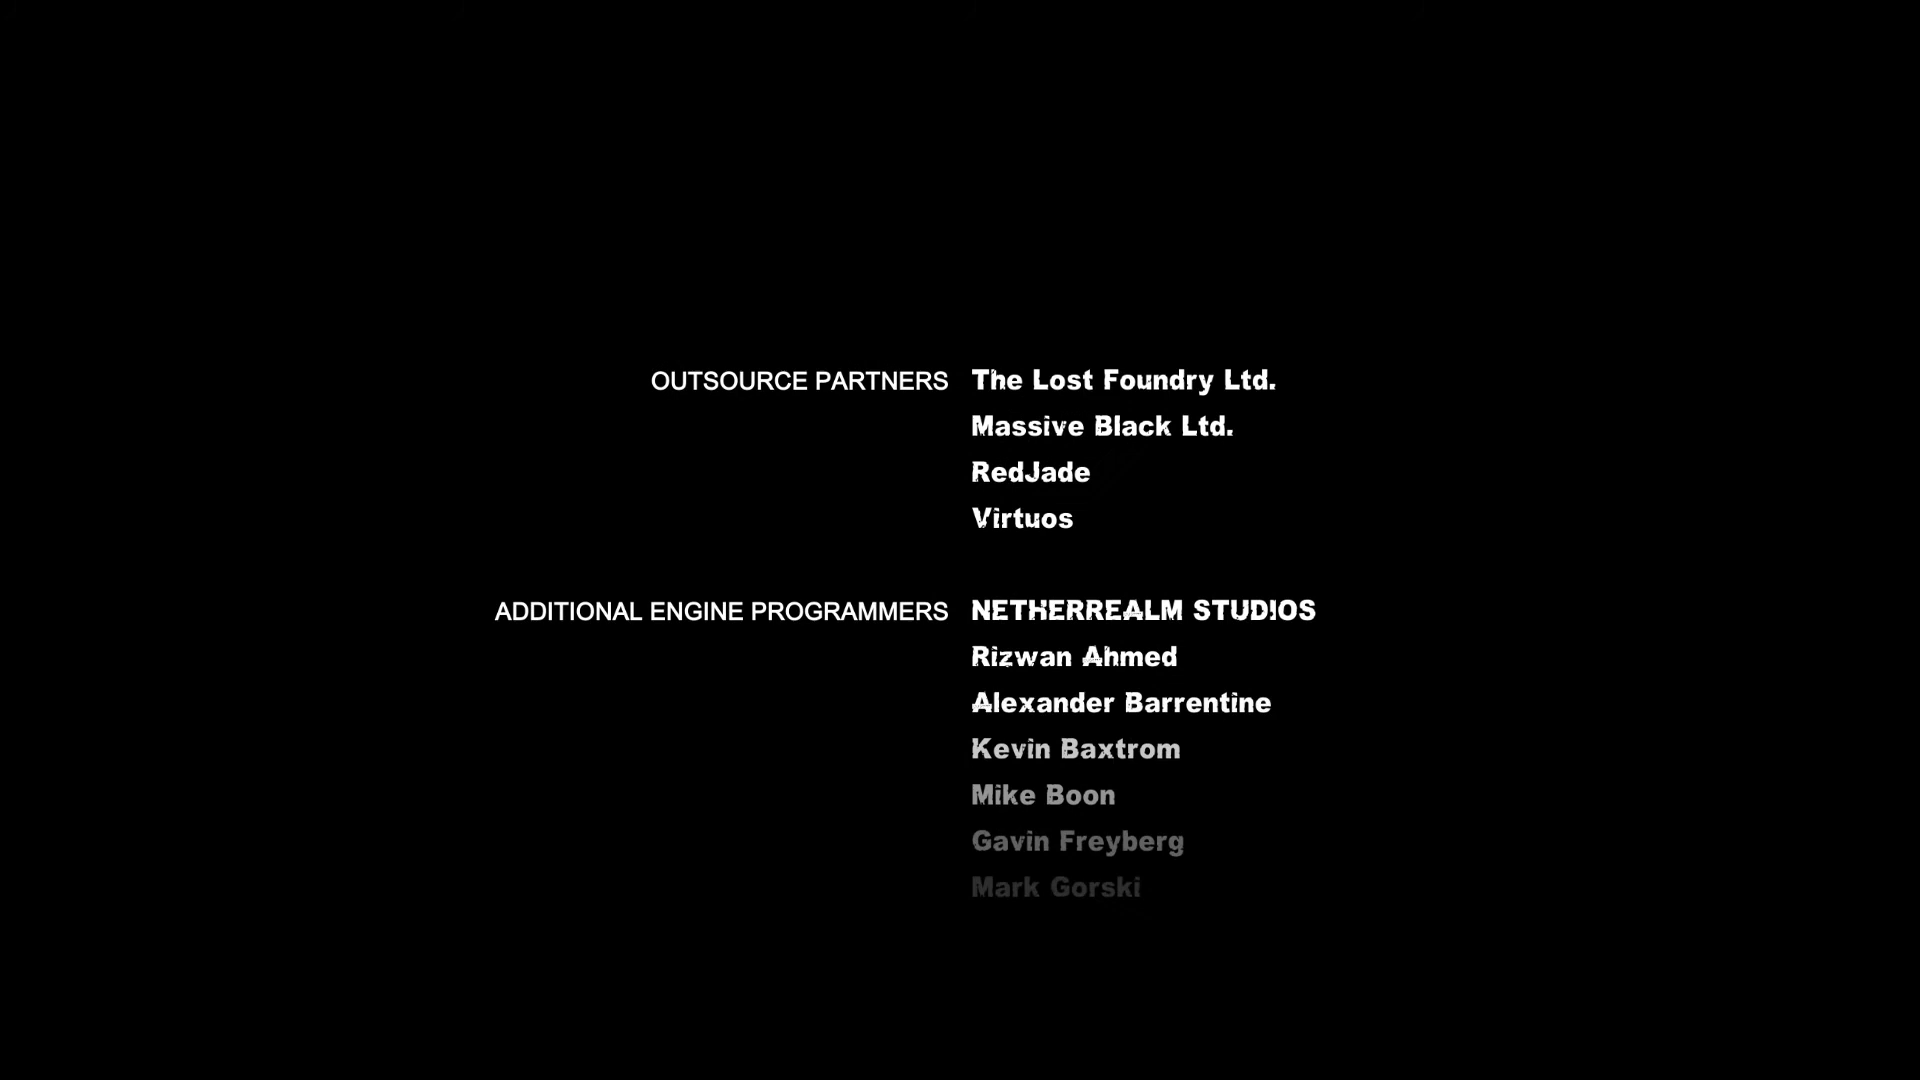 OUTSOURCE PARTNERS The Lost Foundry Ltd.
Massive Black Ltd.
RedJade
Virtuos
ADDITIONAL ENGINE PROGRAMMERS NETHERREALM STUDIOS
Rizwan Ahmed
Alexander Barrentine
Kevin Baxtrom
Mike Boon
Gavin Freyberg
Mark Gorski